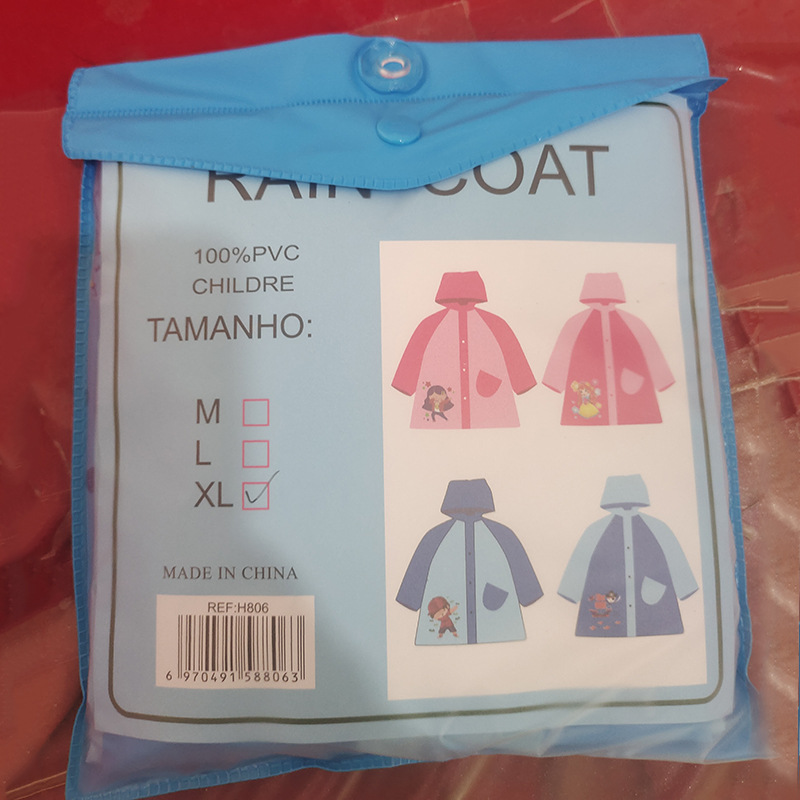 RAIN COAT
100%PVC
CHILDRE
TAMANHO:
M
L
XL
MADE IN CHINA
REF:H806
6 970491 588063